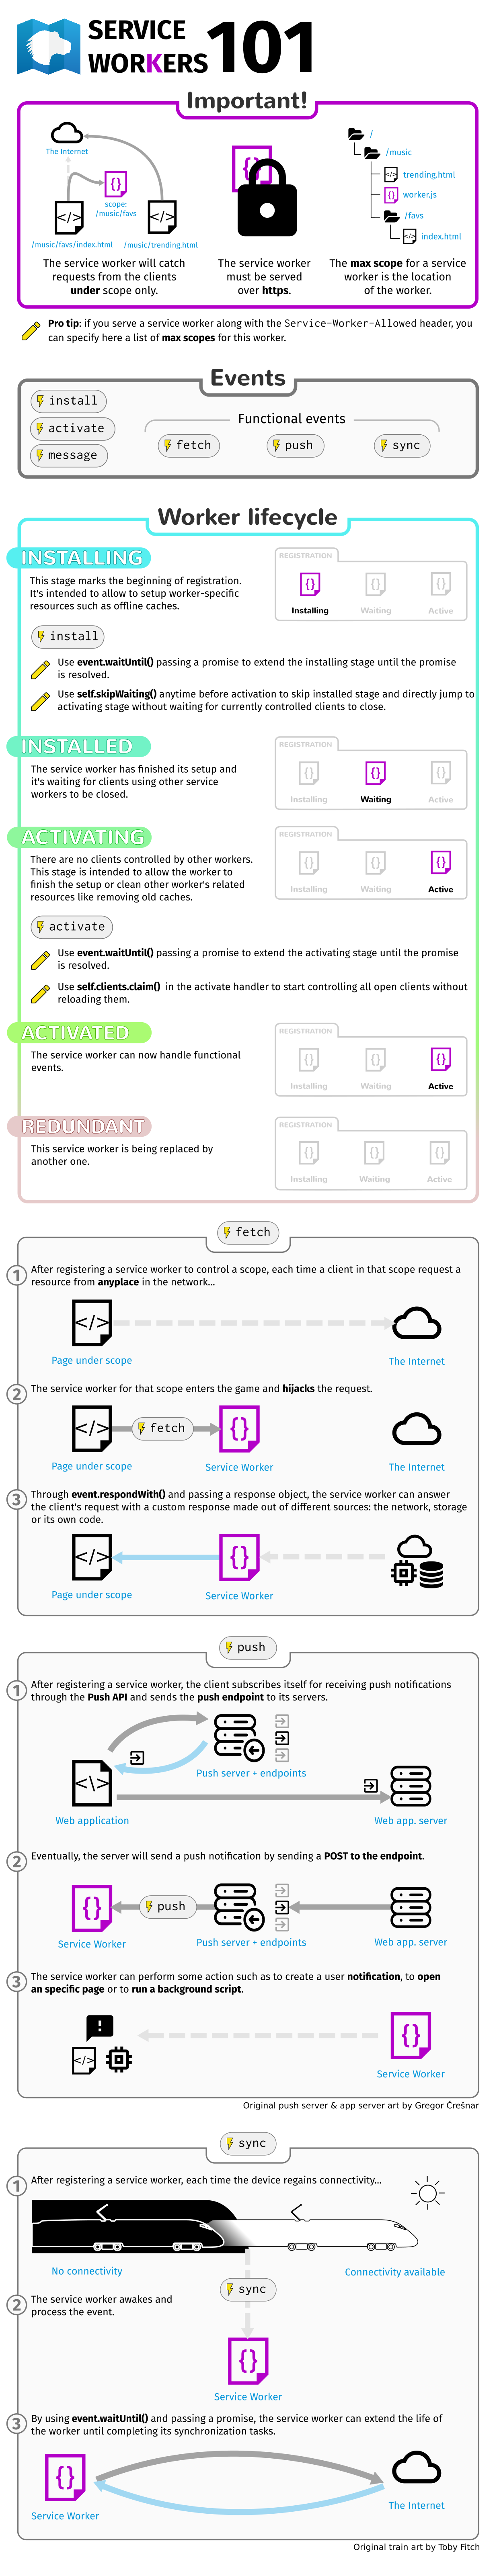 SERVICE
WORKERS 101
Important!
The Internet
scope:
/music/favs
/music/favs/index.html
/music/trending.html
The service worker will catch
requests from the clients
under scope only.
The service worker
must be served
over https.
/
/music
trending.html
worker.js
/favs
index.html
The max scope for a service
worker is the location
of the worker.
Pro tip: if you serve a service worker along with the Service-Worker-Allowed header, you
can specify here a list of max scopes for this worker.
Events
install
activate
message
Functional events
fetch
push
sync
Worker lifecycle
INSTALLING
This stage marks the beginning of registration.
It's intended to allow to setup worker-specific
resources such as offline caches.
REGISTRATION
Installing
Waiting
Active
install
Use event.waitUntil() passing a promise to extend the installing stage until the promise
is resolved.
Use self.skipWaiting() anytime before activation to skip installed stage and directly jump to
activating stage without waiting for currently controlled clients to close.
INSTALLED
The service worker has finished its setup and
it's waiting for clients using other service
workers to be closed.
REGISTRATION
Installing
Waiting
Active
ACTIVATING
There are no clients controlled by other workers.
This stage is intended to allow the worker to
finish the setup or clean other worker's related
resources like removing old caches.
REGISTRATION
Installing
Waiting
Active
activate
Use event.waitUntil() passing a promise to extend the activating stage until the promise
is resolved.
Use self.clients.claim() in the activate handler to start controlling all open clients without
reloading them.
ACTIVATED
The service worker can now handle functional
events.
REGISTRATION
Installing
Waiting
Active
REDUNDANT
This service worker is being replaced by
another one.
REGISTRATION
Installing
Waiting
Active
fetch
1 After registering a service worker to control a scope, each time a client in that scope request a
resource from anyplace in the network...
Page under scope
The Internet
2 The service worker for that scope enters the game and hijacks the request.
fetch
Page under scope
Service Worker
The Internet
3 Through event.respondWith() and passing a response object, the service worker can answer
the client's request with a custom response made out of different sources: the network, storage
or its own code.
Page under scope
Service Worker
push
1 After registering a service worker, the client subscribes itself for receiving push notifications
through the Push API and sends the push endpoint to its servers.
Push server + endpoints
Web application
Web app. server
2 Eventually, the server will send a push notification by sending a POST to the endpoint.
push
Service Worker
Push server + endpoints
Web app. server
3 The service worker can perform some action such as to create a user notification, to open
an specific page or to run a background script.
Service Worker
Original push server & app server art by Gregor Črešnar
sync
1 After registering a service worker, each time the device regains connectivity...
No connectivity
Connectivity available
sync
2 The service worker awakes and
process the event.
Service Worker
3 By using event.waitUntil() and passing a promise, the service worker can extend the life of
the worker until completing its synchronization tasks.
Service Worker
The Internet
Original train art by Toby Fitch